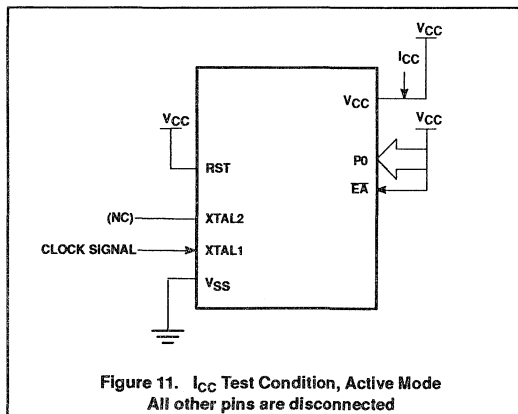 VCC
ICC
VCC
VCC
VCC
RST
P0
EA
(NC)
XTAL2
CLOCK SIGNAL
XTAL1
VSS
Figure 11. ICC Test Condition, Active Mode
All other pins are disconnected